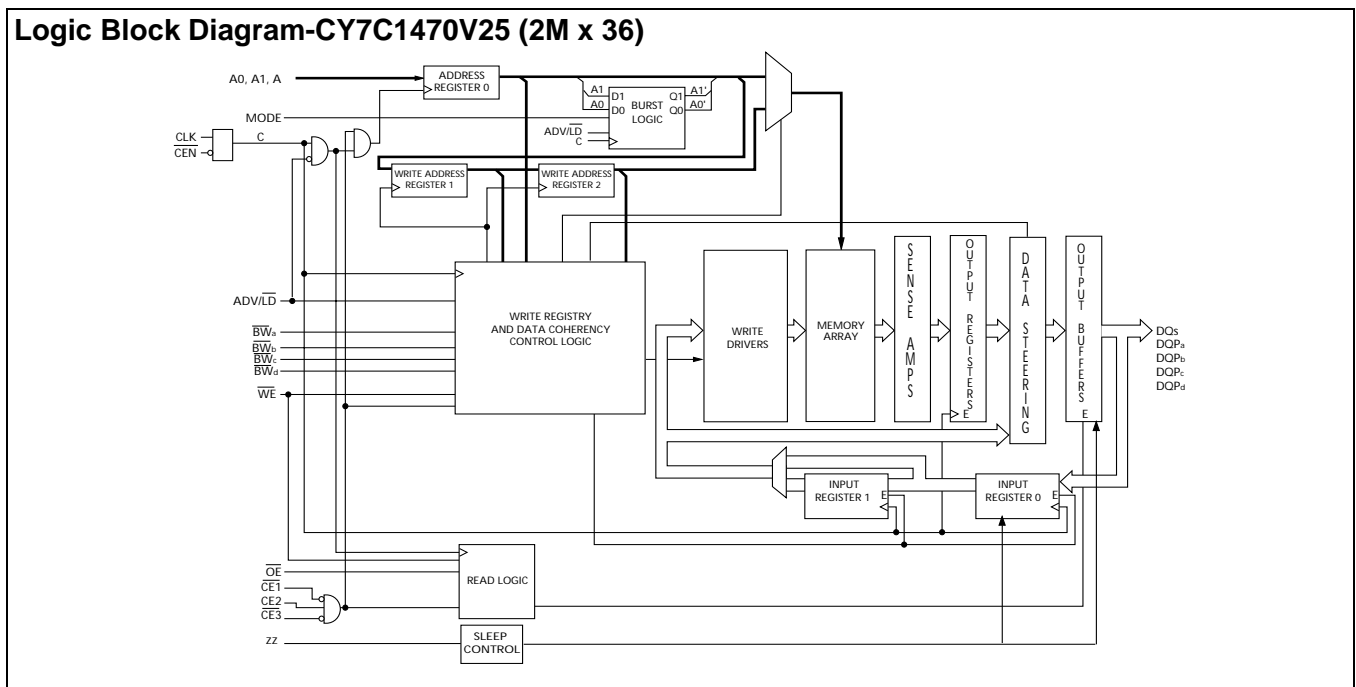 Logic Block Diagram-CY7C1470V25 (2M x 36)
A0, A1, A
ADDRESS
REGISTER 0
A1
A0
D1
D0
BURST
LOGIC
Q1
Q0
A1'
A0'
MODE
ADV/LD
C
CLK
CEN
C
WRITE ADDRESS
REGISTER 1
WRITE ADDRESS
REGISTER 2
ADV/LD
BWa
BWb
BWc
BWd
WE
WRITE REGISTRY
AND DATA COHERENCY
CONTROL LOGIC
WRITE
DRIVERS
MEMORY
ARRAY
SENSE AMPS
OUTPUT REGISTERS
E
DATA STEERING
OUTPUT BUFFERS
E
DQs
DQPa
DQPb
DQPc
DQPd
INPUT
REGISTER 1
E
INPUT
REGISTER 0
E
OE
CE1
CE2
CE3
READ LOGIC
ZZ
SLEEP
CONTROL